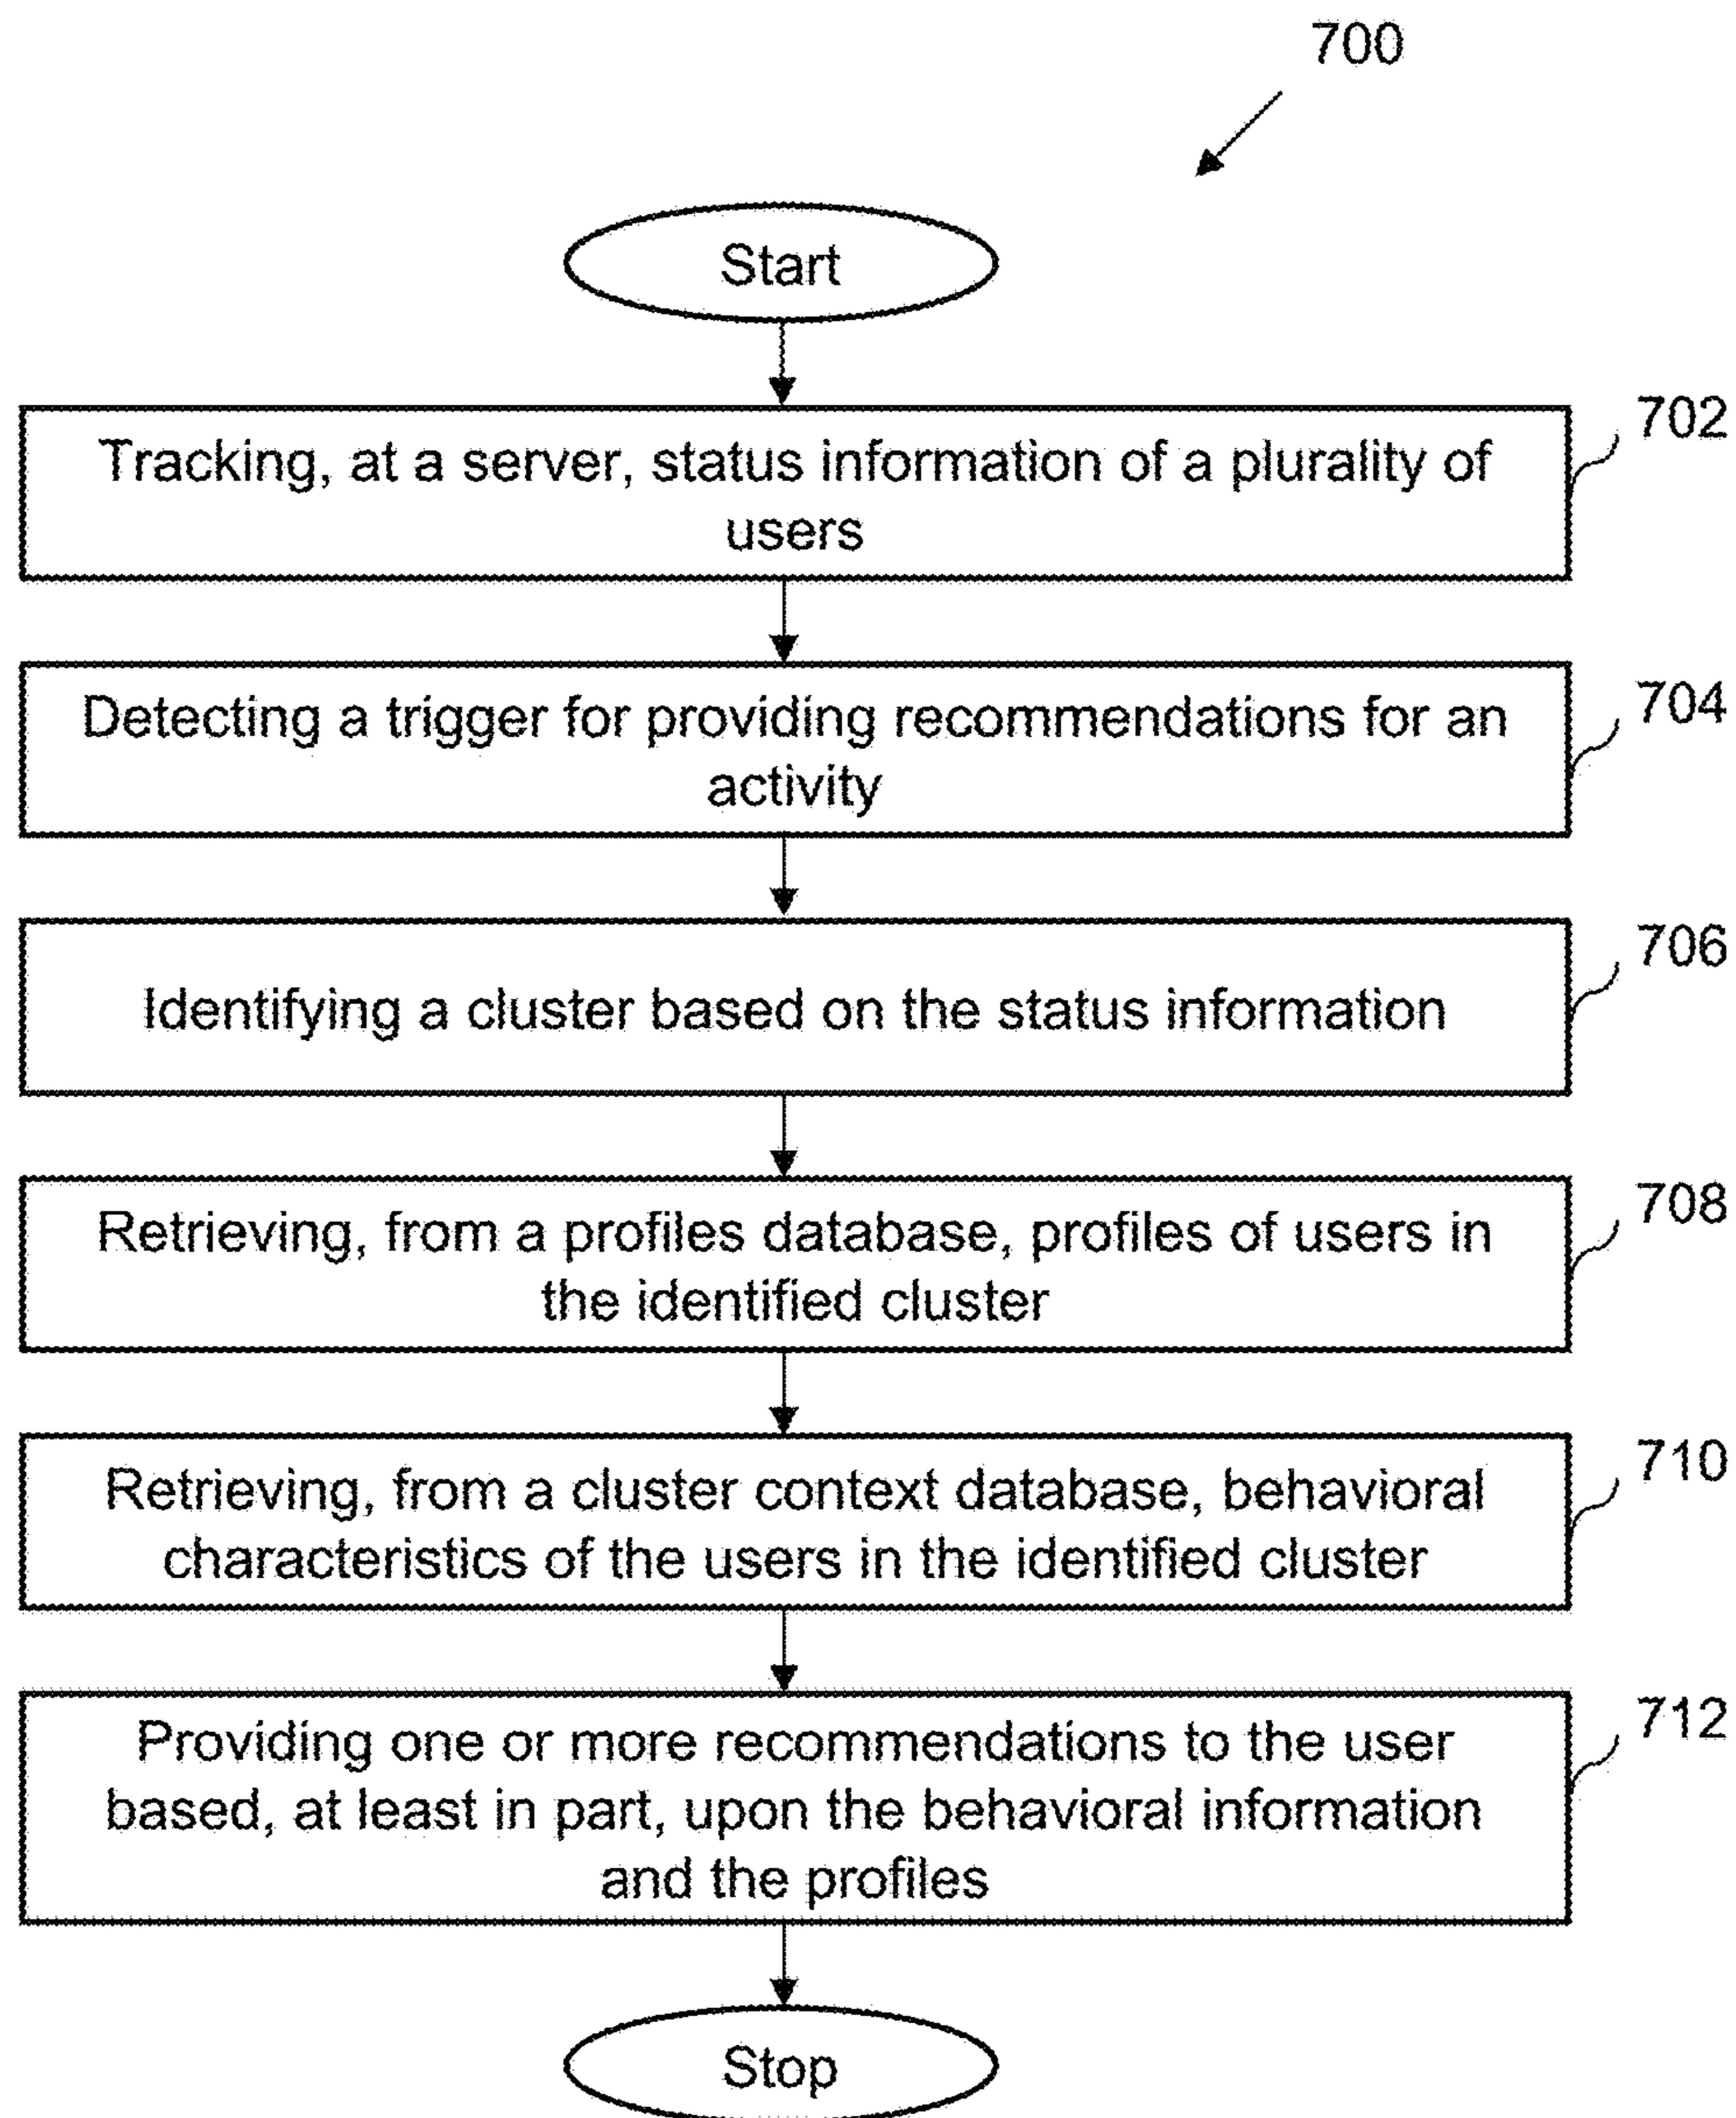 700
Start
702
Tracking, at a server, status information of a plurality of
users
704
Detecting a trigger for providing recommendations for an
activity
706
Identifying a cluster based on the status information
708
Retrieving, from a profiles database, profiles of users in
the identified cluster
710
Retrieving, from a cluster context database, behavioral
characteristics of the users in the identified cluster
712
Providing one or more recommendations to the user
based, at least in part, upon the behavioral information
and the profiles
Stop